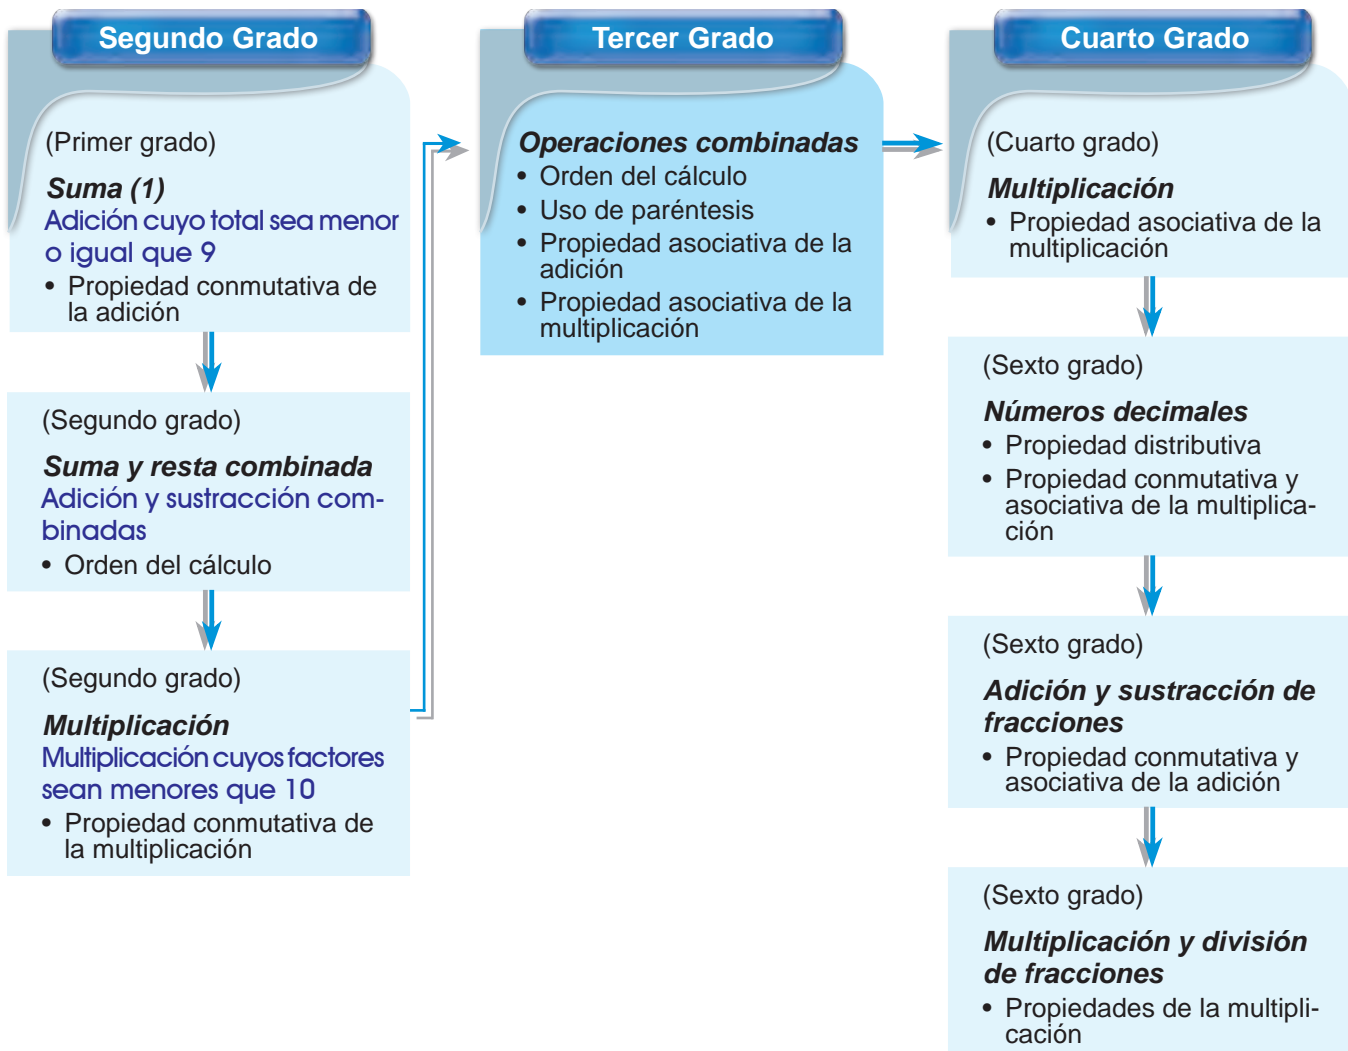 Segundo Grado
(Primer grado)
Suma (1)
Adición cuyo total sea menor
o igual que 9
• Propiedad conmutativa de
la adición
(Segundo grado)
Suma y resta combinada
Adición y sustracción com-
binadas
• Orden del cálculo
(Segundo grado)
Multiplicación
Multiplicación cuyos factores
sean menores que 10
• Propiedad conmutativa de
la multiplicación
Tercer Grado
Operaciones combinadas
• Orden del cálculo
• Uso de paréntesis
• Propiedad asociativa de la
adición
• Propiedad asociativa de la
multiplicación
Cuarto Grado
(Cuarto grado)
Multiplicación
• Propiedad asociativa de la
multiplicación
(Sexto grado)
Números decimales
• Propiedad distributiva
• Propiedad conmutativa y
asociativa de la multiplica-
ción
(Sexto grado)
Adición y sustracción de
fracciones
• Propiedad conmutativa y
asociativa de la adición
(Sexto grado)
Multiplicación y división
de fracciones
• Propiedades de la multipli-
cación